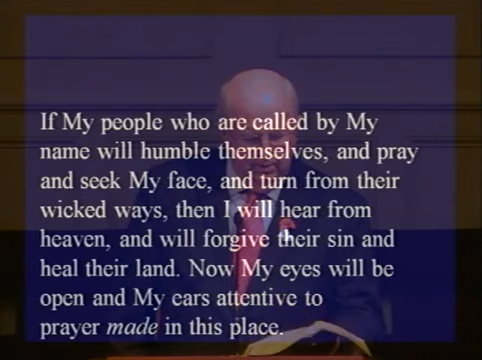 If My people who are called by My
name will humble themselves, and pray
and seek My face, and turn from their
wicked ways, then I will hear from
heaven, and will forgive their sin and
heal their land. Now My eyes will be
open and My ears attentive to
prayer made in this place.